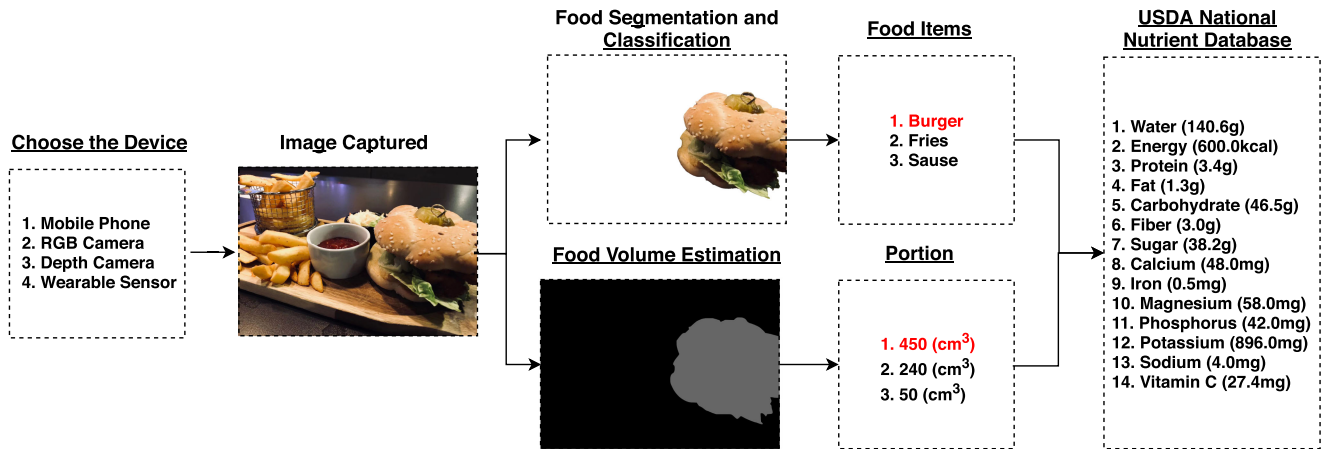 Choose the Device
1. Mobile Phone
2. RGB Camera
3. Depth Camera
4. Wearable Sensor
Image Captured
Food Segmentation and
Classification
Food Volume Estimation
Food Items
1. Burger
2. Fries
3. Sause
Portion
1. 450 (cm³)
2. 240 (cm³)
3. 50 (cm³)
USDA National
Nutrient Database
1. Water (140.6g)
2. Energy (600.0kcal)
3. Protein (3.4g)
4. Fat (1.3g)
5. Carbohydrate (46.5g)
6. Fiber (3.0g)
7. Sugar (38.2g)
8. Calcium (48.0mg)
9. Iron (0.5mg)
10. Magnesium (58.0mg)
11. Phosphorus (42.0mg)
12. Potassium (896.0mg)
13. Sodium (4.0mg)
14. Vitamin C (27.4mg)